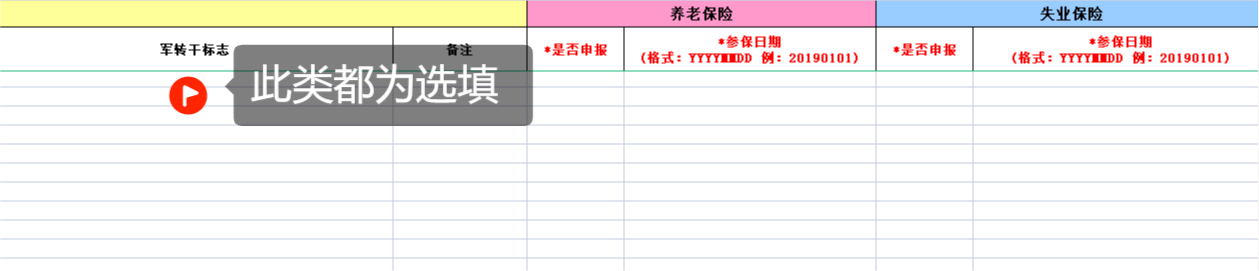 养老保险
失业保险
军转干标志
备注
*是否申报
*参保日期
(格式：YYYYMMDD 例：20190101)
*是否申报
*参保日期
(格式：YYYYMMDD 例：20190101)
此类都为选填